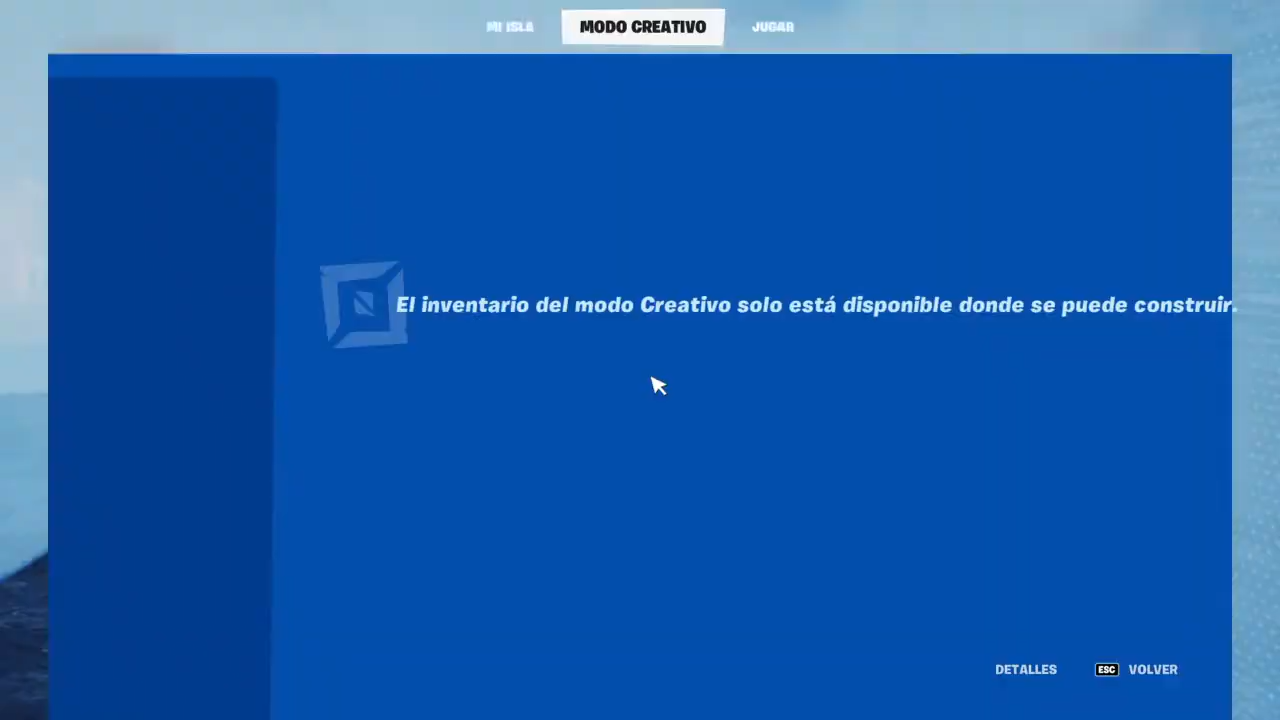 MI ISLA
MODO CREATIVO
JUGAR
El inventario del modo Creativo solo está disponible donde se puede construir.
DETALLES
ESC VOLVER